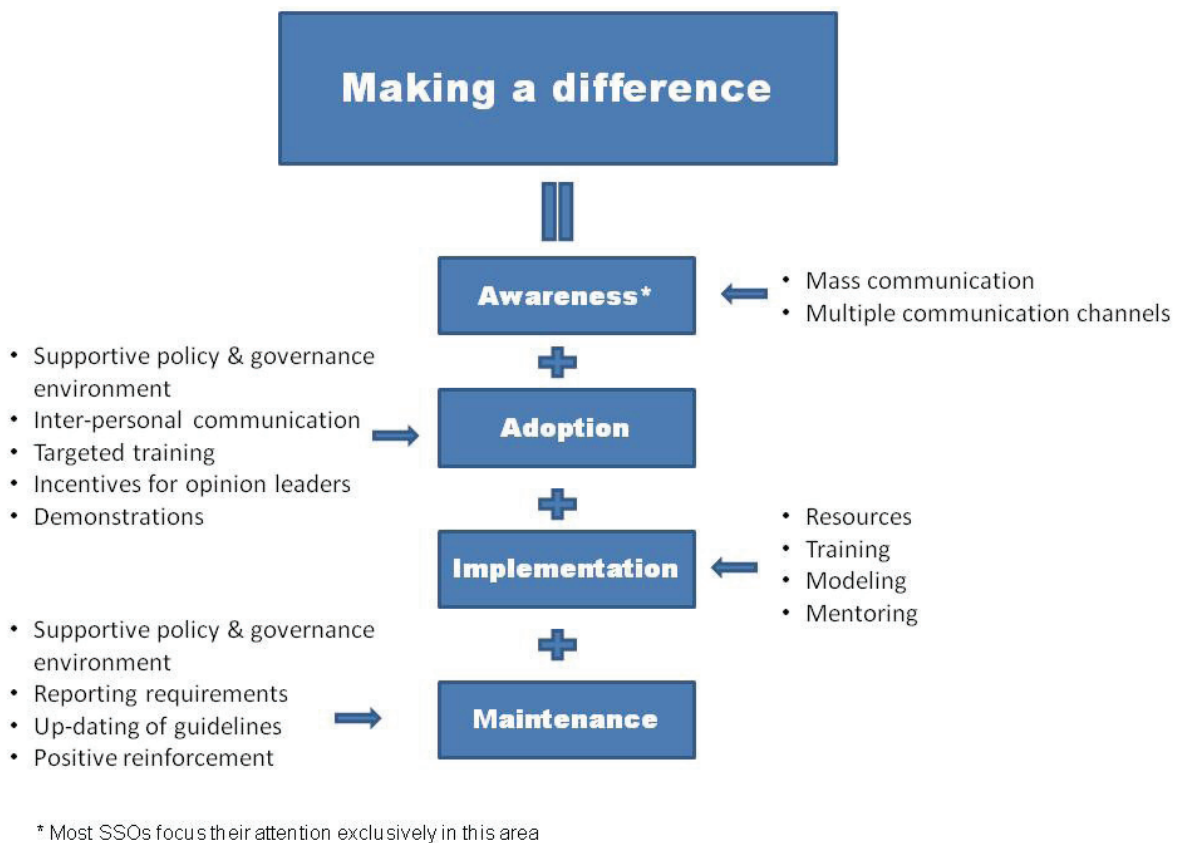 Making a difference
Awareness*
• Mass communication
• Multiple communication channels
• Supportive policy & governance
environment
• Inter-personal communication
• Targeted training
• Incentives for opinion leaders
• Demonstrations
Adoption
Implementation
• Resources
• Training
• Modeling
• Mentoring
• Supportive policy & governance
environment
• Reporting requirements
• Up-dating of guidelines
• Positive reinforcement
Maintenance
* Most SSOs focus their attention exclusively in this area